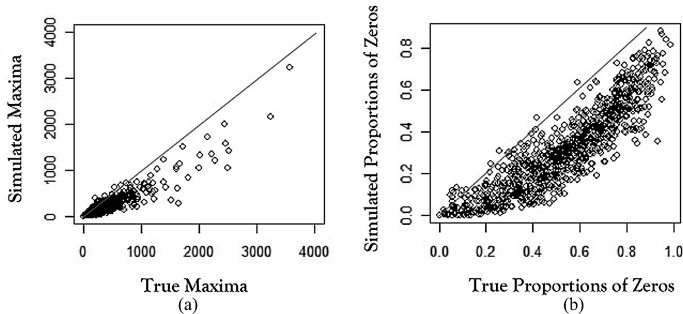 4000
3000
2000
1000
0
Simulated Maxima
0 1000 2000 3000 4000
True Maxima
(a)
0.8
0.6
0.4
0.2
0.0
Simulated Proportions of Zeros
0.0 0.2 0.4 0.6 0.8 1.0
True Proportions of Zeros
(b)